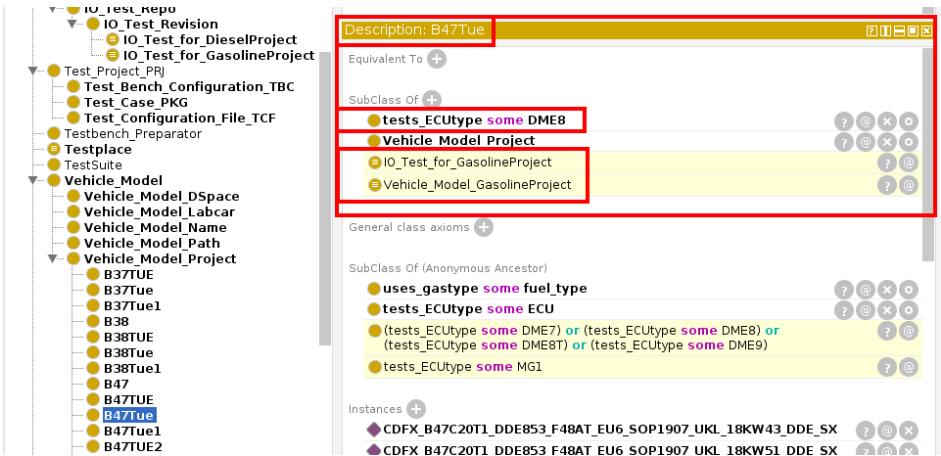 IO_Test_Repo
IO_Test_Revision
IO_Test_for_DieselProject
IO_Test_for_GasolineProject
Test_Project_PRJ
Test_Bench_Configuration_TBC
Test_Case_PKG
Test_Configuration_File_TCF
Testbench_Preparator
Testplace
TestSuite
Vehicle_Model
Vehicle_Model_DSpace
Vehicle_Model_Labcar
Vehicle_Model_Name
Vehicle_Model_Path
Vehicle_Model_Project
B37TUE
B37Tue
B37Tue1
B38
B38TUE
B38Tue
B38Tue1
B47
B47TUE
B47Tue
B47Tue1
B47TUE2
Description: B47Tue
Equivalent To
SubClass Of
tests_ECUtype some DME8
Vehicle_Model_Project
IO_Test_for_GasolineProject
Vehicle_Model_GasolineProject
General class axioms
SubClass Of (Anonymous Ancestor)
uses_gastype some fuel_type
tests_ECUtype some ECU
(tests_ECUtype some DME7) or (tests_ECUtype some DME8) or
(tests_ECUtype some DME8T) or (tests_ECUtype some DME9)
tests_ECUtype some MG1
Instances
CDFX_B47C20T1_DDE853_F48AT_EU6_SOP1907_UKL_18KW43_DDE_SX
CDFX_B47C20T1_DDE853_F48AT_EU6_SOP1907_UKL_18KW51_DDE_SX